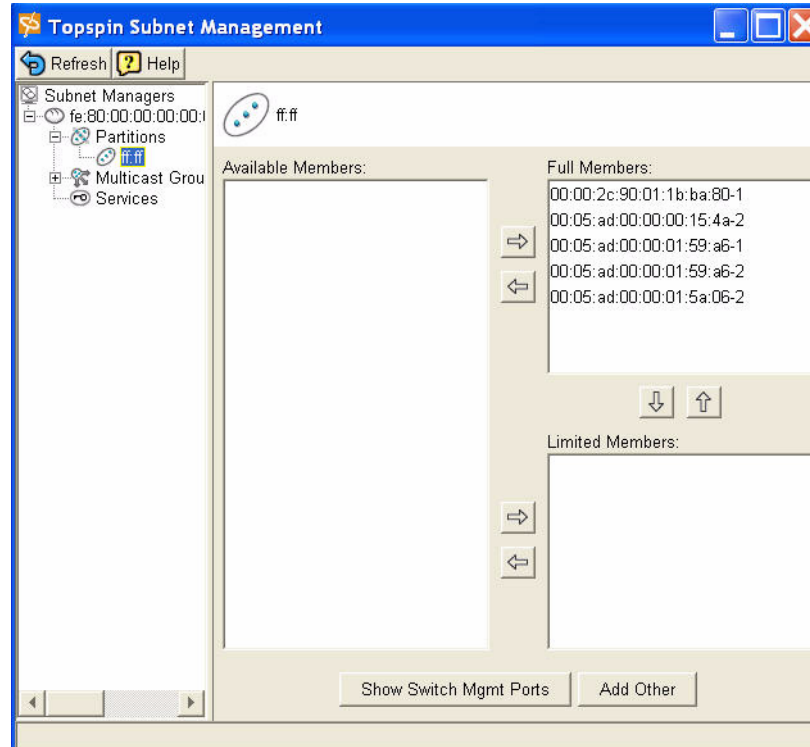 Topspin Subnet Management
Refresh Help
Subnet Managers
fe:80:00:00:00:00:
Partitions
ff:ff
Multicast Grou
Services
ff:ff
Available Members:
Full Members:
00:00:2c:90:01:1b:ba:80-1
00:05:ad:00:00:00:15:4a-2
00:05:ad:00:00:01:59:a6-1
00:05:ad:00:00:01:59:a6-2
00:05:ad:00:00:01:5a:06-2
Limited Members:
Show Switch Mgmt Ports
Add Other